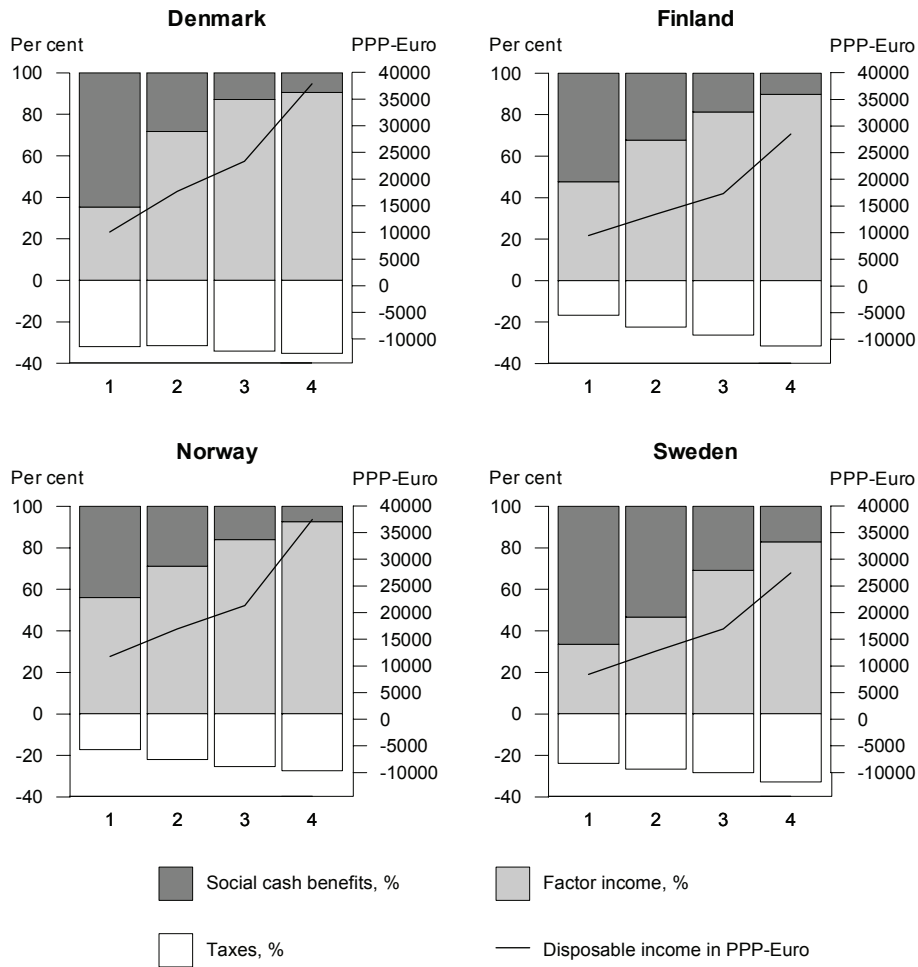 Denmark Finland
Per cent PPP-Euro Per cent PPP-Euro
100 40000 100 40000
80 35000 80 35000
30000 30000
60 25000 60 25000
20000 20000
40 15000 40 15000
20 10000 20 10000
5000 5000
0 0 0 0
-20 -5000 -20 -5000
-10000 -10000
-40 -40
1 2 3 4 1 2 3 4
Norway Sweden
Per cent PPP-Euro Per cent PPP-Euro
100 40000 100 40000
80 35000 80 35000
30000 30000
60 25000 60 25000
20000 20000
40 15000 40 15000
20 10000 20 10000
5000 5000
0 0 0 0
-20 -5000 -20 -5000
-10000 -10000
-40 -40
1 2 3 4 1 2 3 4
Social cash benefits, % Factor income, %
Taxes, % Disposable income in PPP-Euro